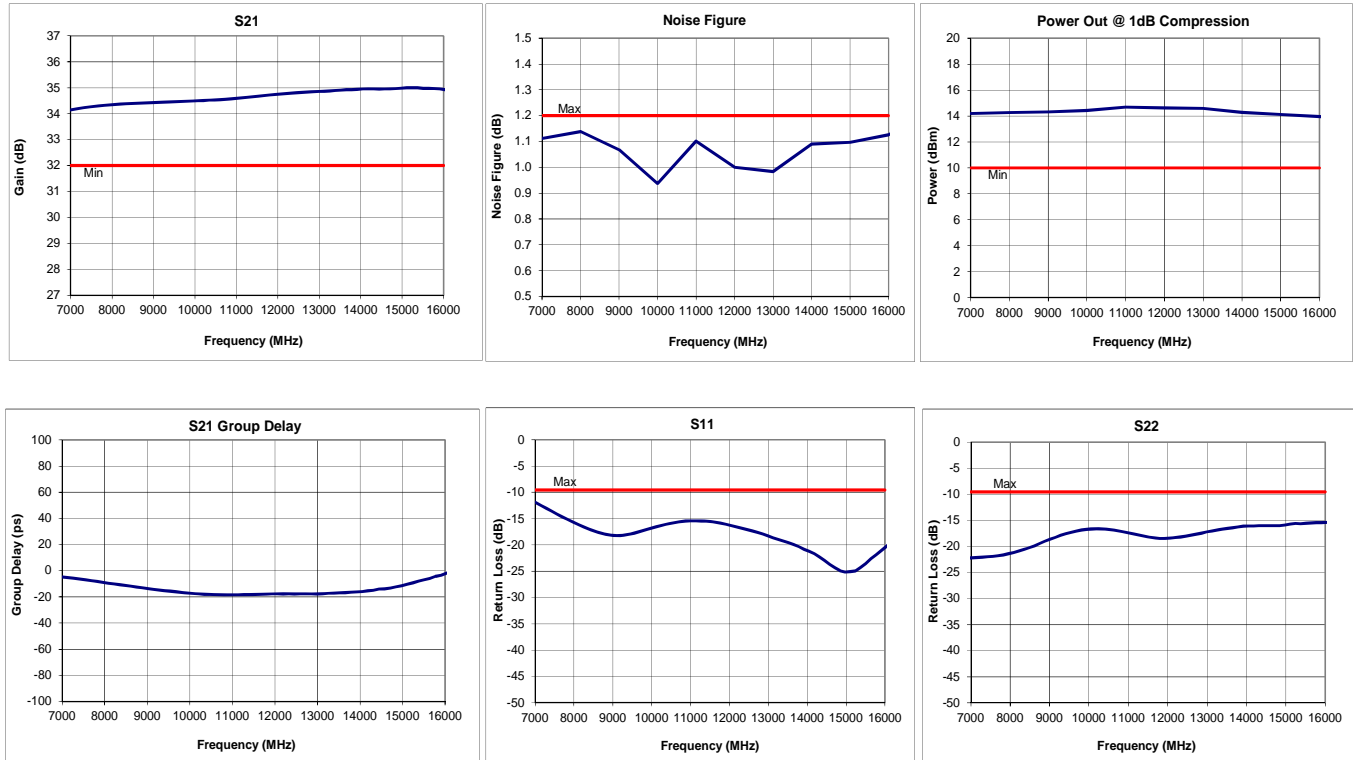 S21
37
36
35
34
33
32
31
30
29
28
27
Gain (dB)
Min
7000 8000 9000 10000 11000 12000 13000 14000 15000 16000
Frequency (MHz)
Noise Figure
1.5
1.4
1.3
1.2
1.1
1.0
0.9
0.8
0.7
0.6
0.5
Noise Figure (dB)
Max
7000 8000 9000 10000 11000 12000 13000 14000 15000 16000
Frequency (MHz)
Power Out @ 1dB Compression
20
18
16
14
12
10
8
6
4
2
0
Power (dBm)
Min
7000 8000 9000 10000 11000 12000 13000 14000 15000 16000
Frequency (MHz)
S21 Group Delay
100
80
60
40
20
0
-20
-40
-60
-80
-100
Group Delay (ps)
7000 8000 9000 10000 11000 12000 13000 14000 15000 16000
Frequency (MHz)
S11
0
-5
-10
-15
-20
-25
-30
-35
-40
-45
-50
Return Loss (dB)
Max
7000 8000 9000 10000 11000 12000 13000 14000 15000 16000
Frequency (MHz)
S22
0
-5
-10
-15
-20
-25
-30
-35
-40
-45
-50
Return Loss (dB)
Max
7000 8000 9000 10000 11000 12000 13000 14000 15000 16000
Frequency (MHz)